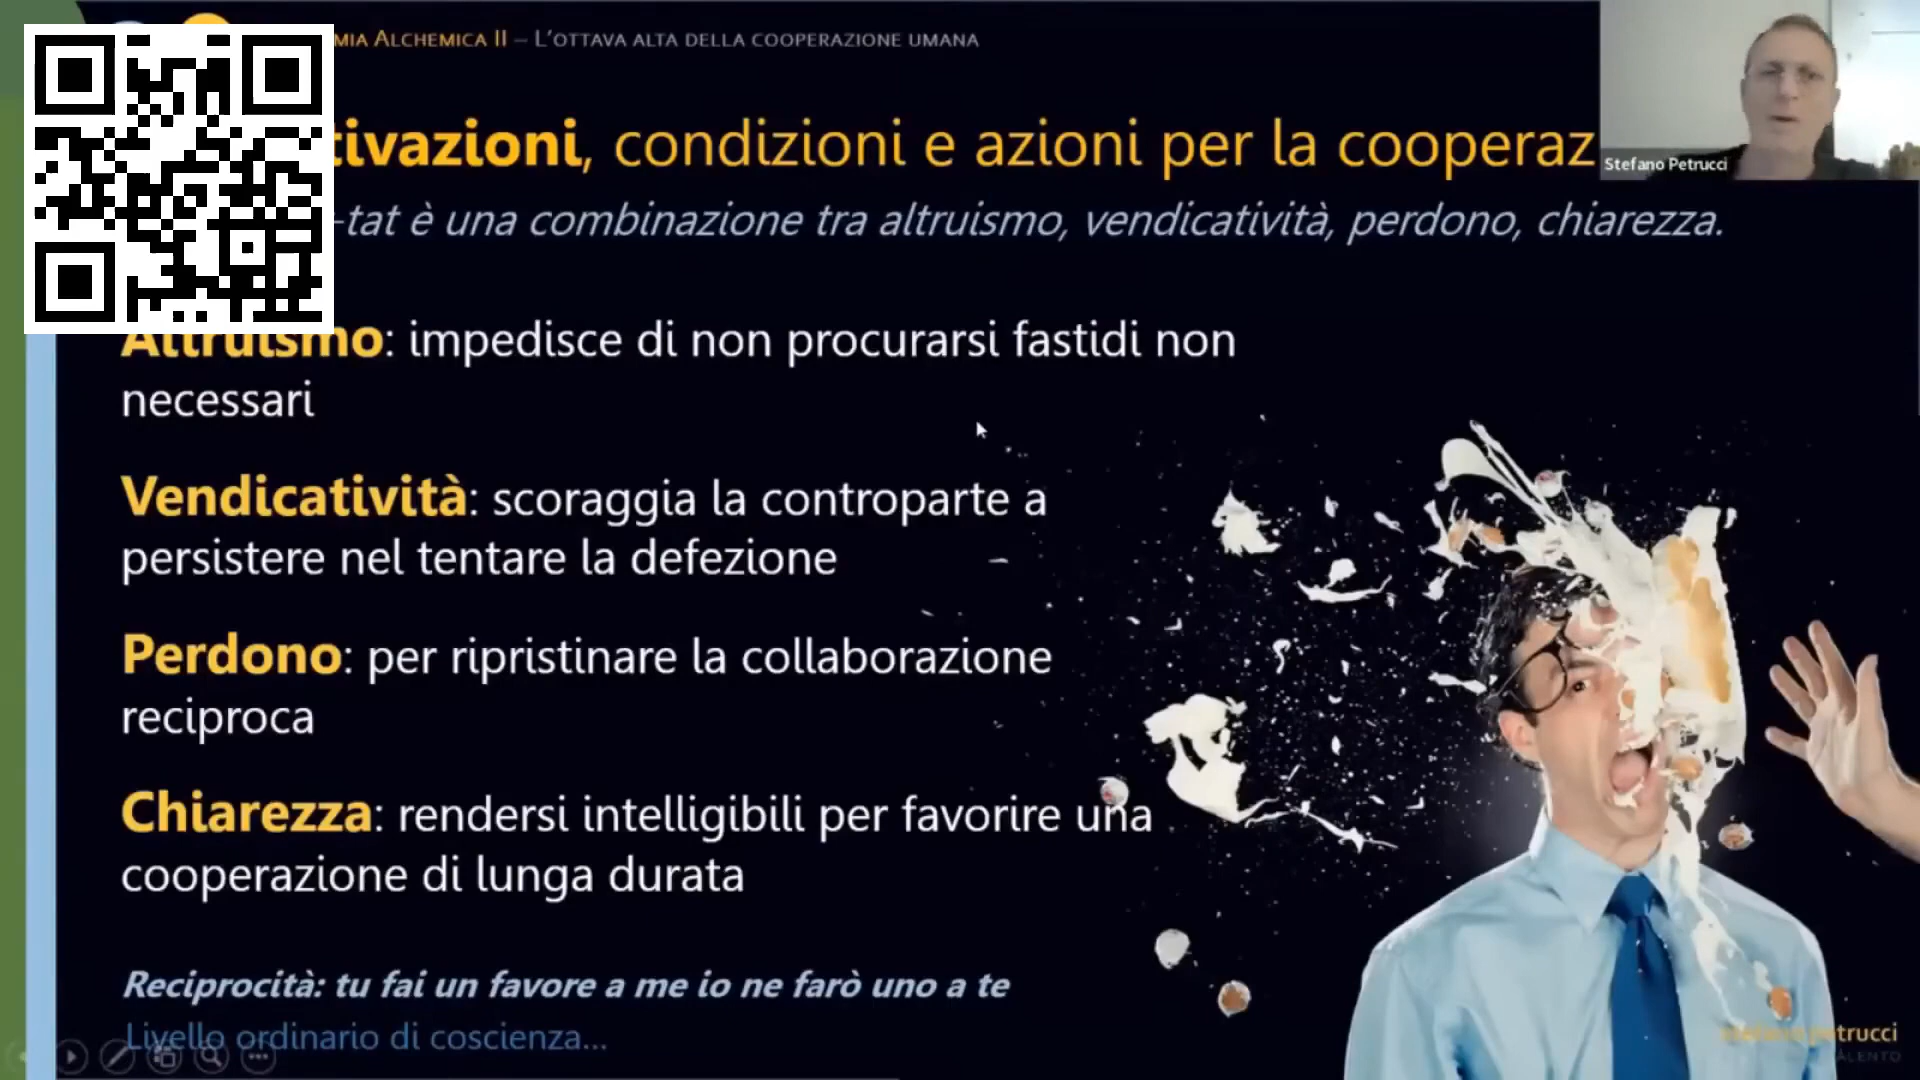 MIA ALCHEMICA II – L'OTTAVA ALTA DELLA COOPERAZIONE UMANA
tivazioni, condizioni e azioni per la cooperaz
Stefano Petrucci
-tat è una combinazione tra altruismo, vendicatività, perdono, chiarezza.
Altruismo: impedisce di non procurarsi fastidi non
necessari
Vendicatività: scoraggia la controparte a
persistere nel tentare la defezione
Perdono: per ripristinare la collaborazione
reciproca
Chiarezza: rendersi intelligibili per favorire una
cooperazione di lunga durata
Reciprocità: tu fai un favore a me io ne farò uno a te
Livello ordinario di coscienza...
petrucci